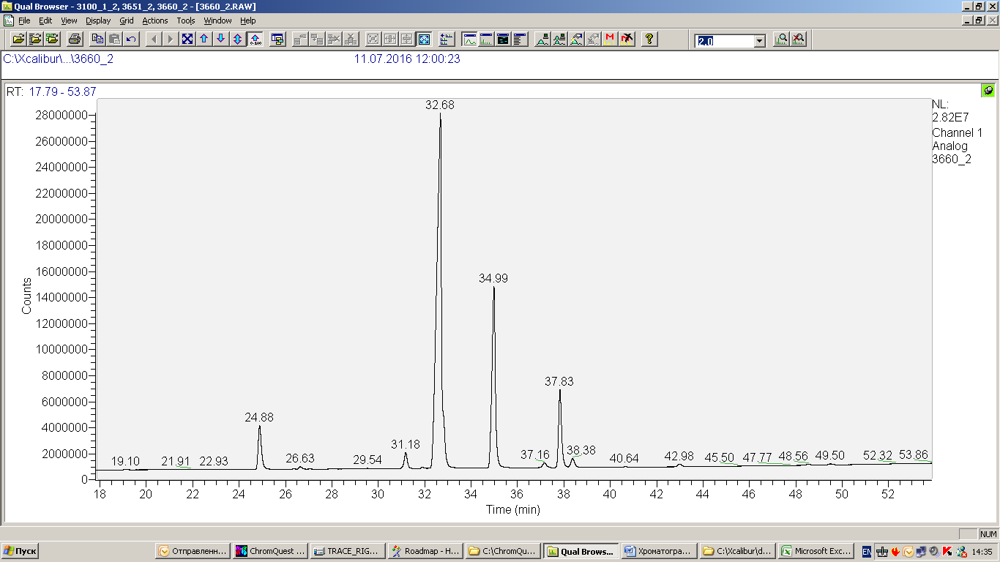 Qual Browser - 3100_1_2, 3651_2, 3660_2 - [3660_2.RAW]
File Edit View Display Grid Actions Tools Window Help
0-100 M ? 2.0
C:\Xcalibur\...\3660_2 11.07.2016 12:00:23
RT: 17.79 - 53.87
NL:
2.82E7
Channel 1
Analog
3660_2
32.68
34.99
37.83
24.88
31.18
19.10 21.91 22.93 26.63 29.54 37.16 38.38 40.64 42.98 45.50 47.77 48.56 49.50 52.32 53.86
28000000
26000000
24000000
22000000
20000000
18000000
16000000
14000000
12000000
10000000
8000000
6000000
4000000
2000000
0
Counts
18 20 22 24 26 28 30 32 34 36 38 40 42 44 46 48 50 52
Time (min)
NUM
Пуск Отправленн... ChromQuest ... TRACE_RIG... Roadmap - H... C:\ChromQu... Qual Brows... Хроматогра... C:\Xcalibur\d... Microsoft Exc... EN 14:35